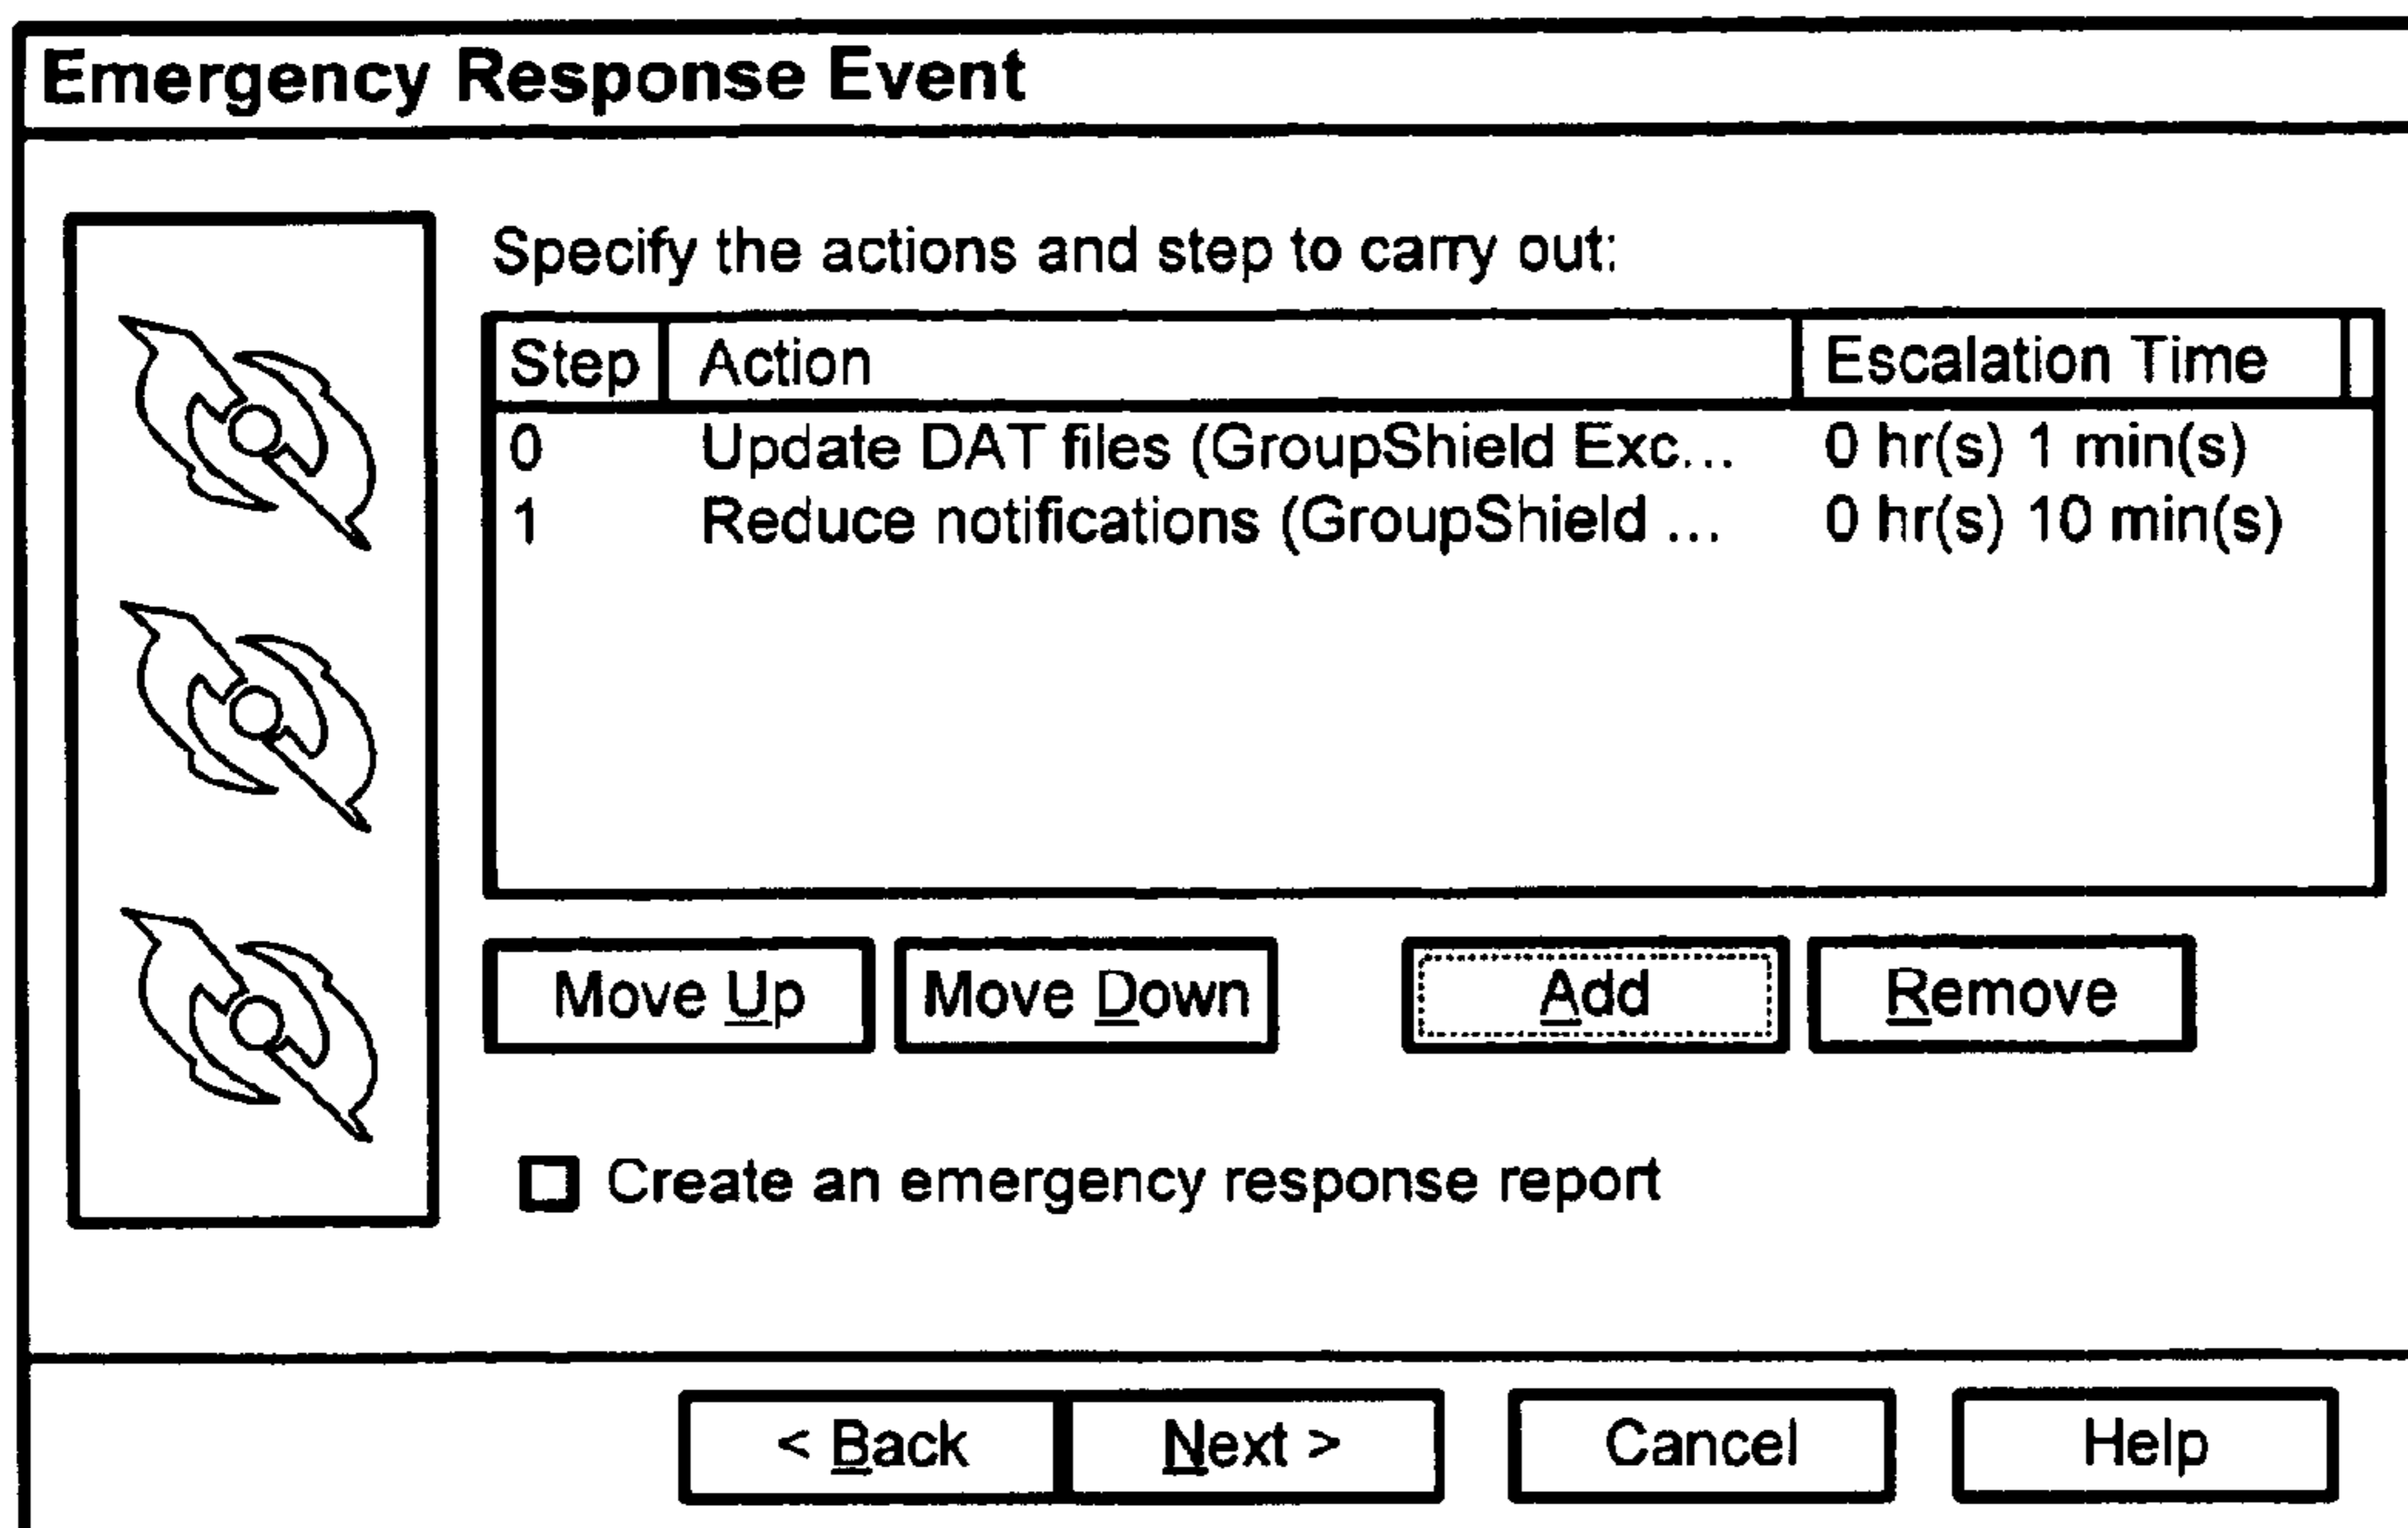 Emergency Response Event
Specify the actions and step to carry out:
Step Action Escalation Time
0 Update DAT files (GroupShield Exc... 0 hr(s) 1 min(s)
1 Reduce notifications (GroupShield ... 0 hr(s) 10 min(s)
Move Up Move Down Add Remove
Create an emergency response report
< Back Next > Cancel Help